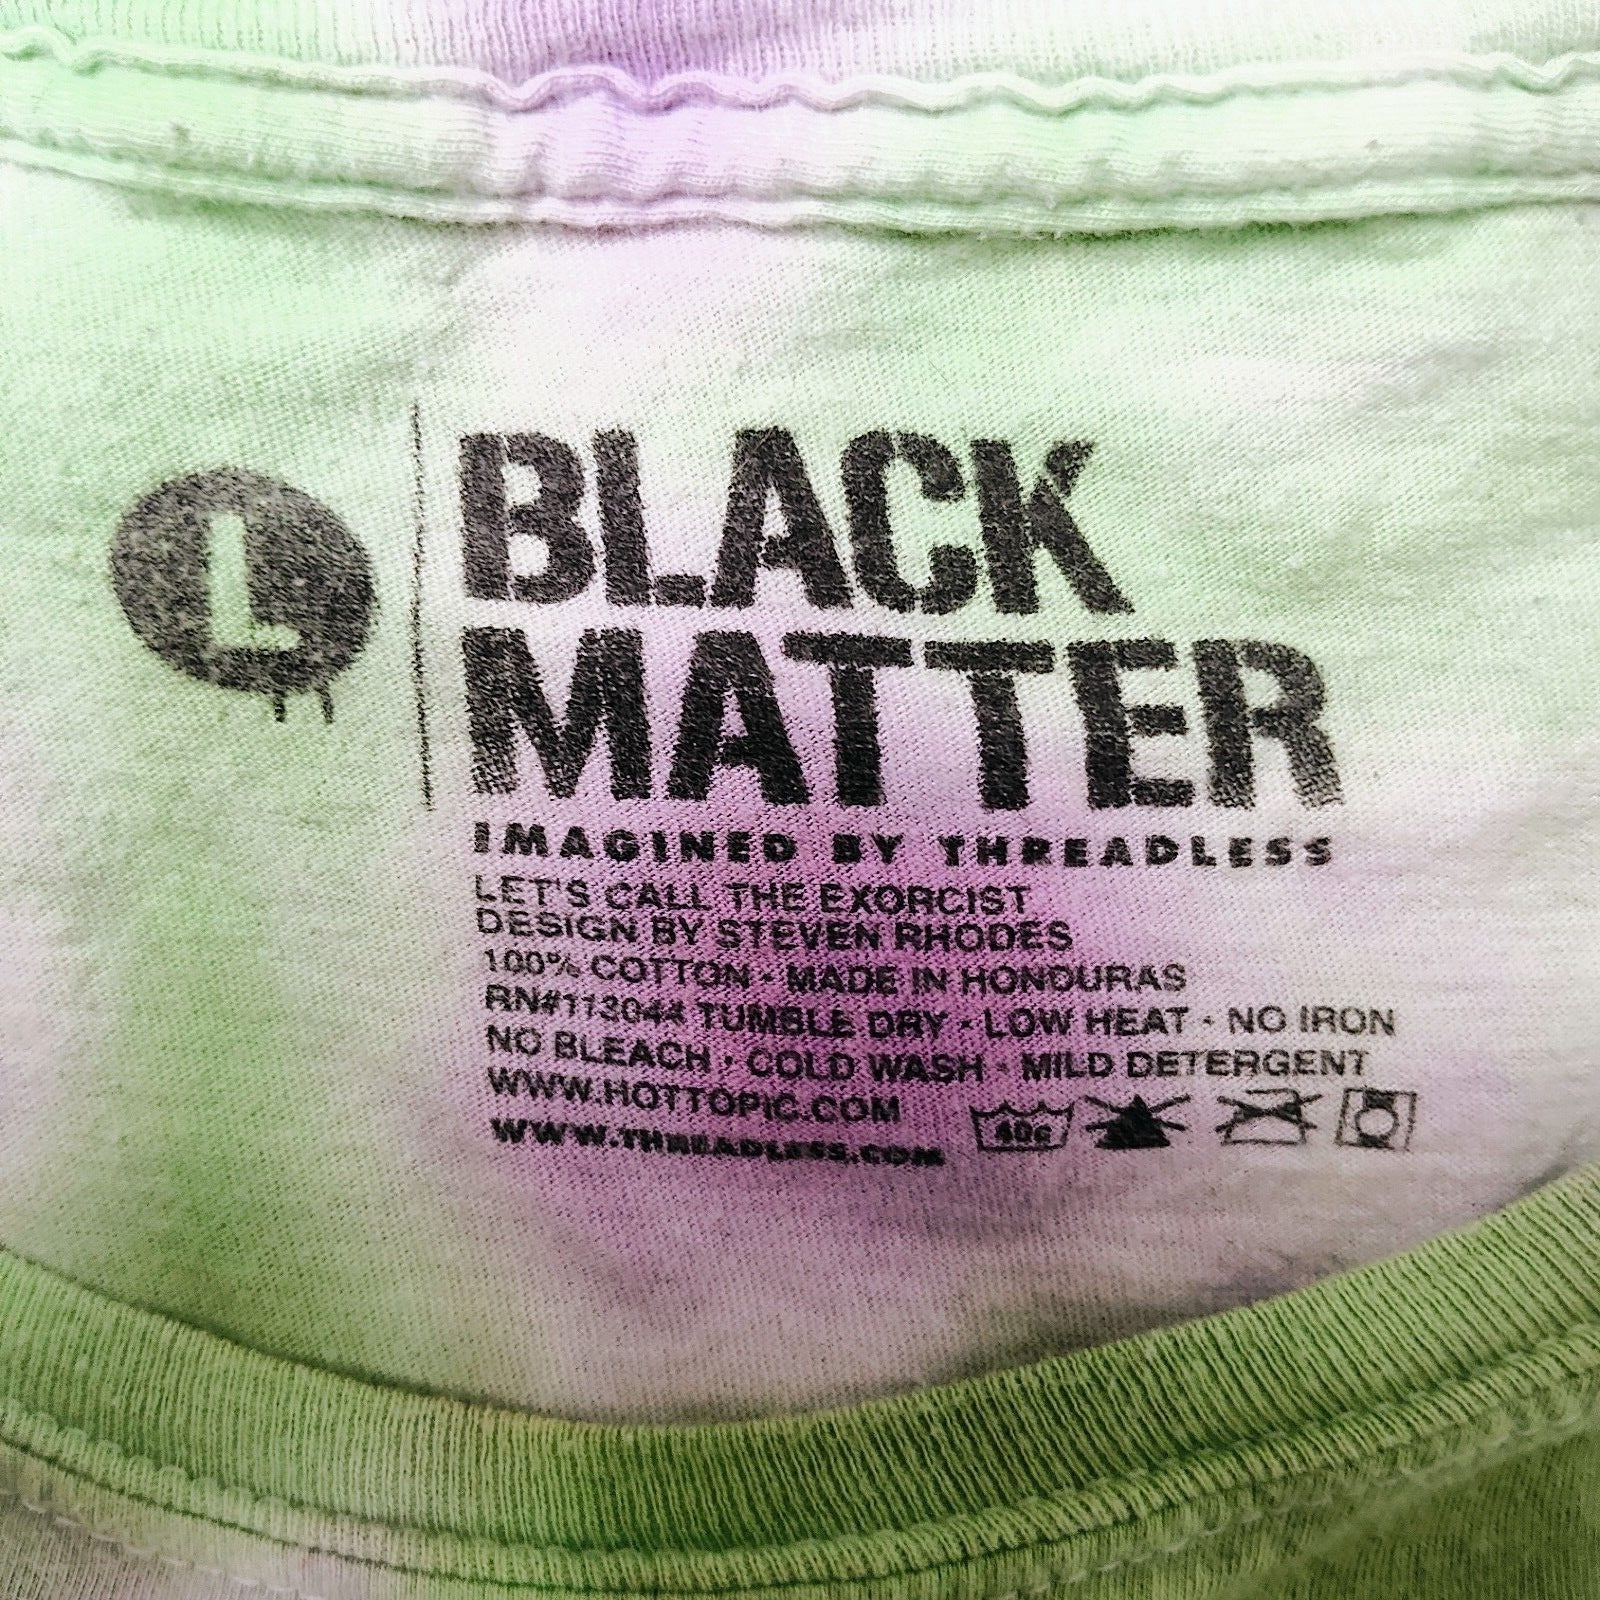 L
BLACK
MATTER
IMAGINED BY THREADLESS
LET'S CALL THE EXORCIST
DESIGN BY STEVEN RHODES
100% COTTON • MADE IN HONDURAS
RN#113044 TUMBLE DRY • LOW HEAT • NO IRON
NO BLEACH • COLD WASH • MILD DETERGENT
WWW.HOTTOPIC.COM
WWW.THREADLESS.COM
40c